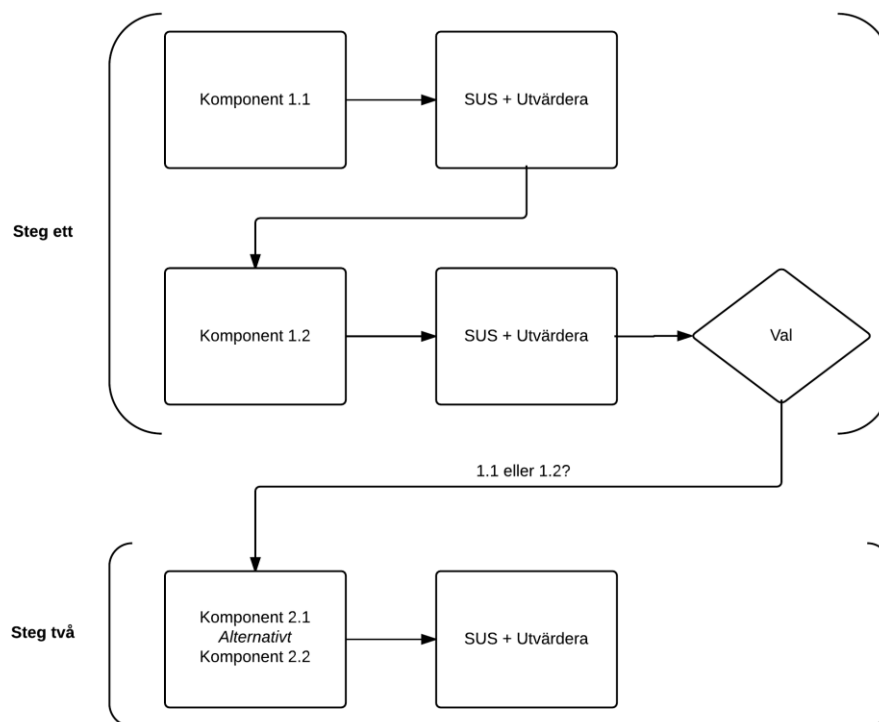 Komponent 1.1
SUS + Utvärdera
Steg ett
Komponent 1.2
SUS + Utvärdera
Val
1.1 eller 1.2?
Steg två
Komponent 2.1
Alternativt
Komponent 2.2
SUS + Utvärdera